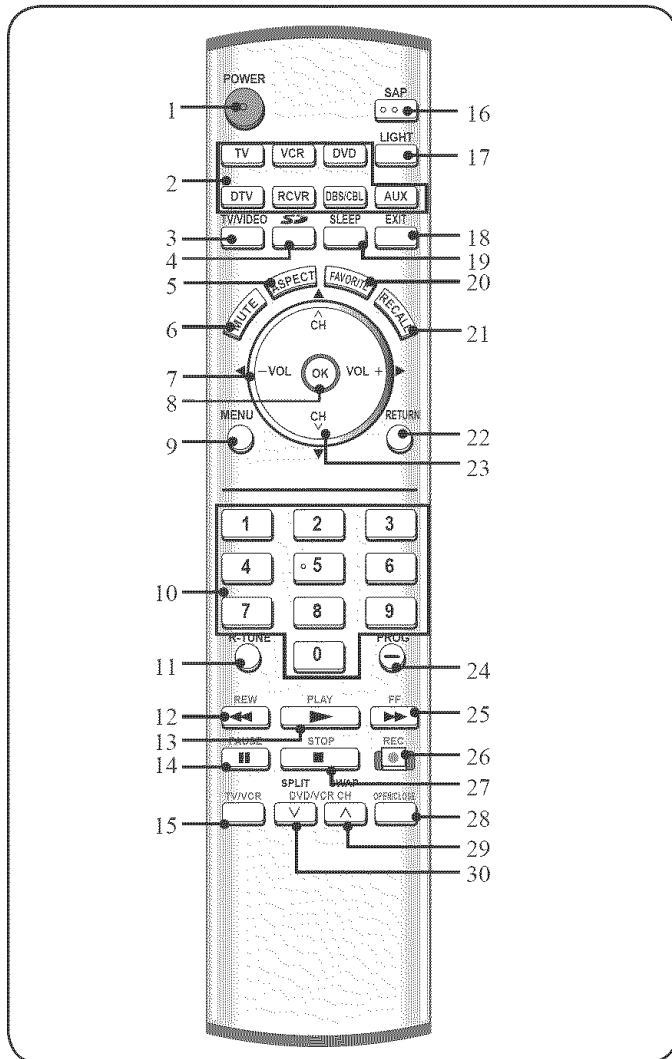 POWER
SAP
1
16
LIGHT
17
TV VCR DVD
2
DTV RCVR DBS/CBL AUX
TV/VIDEO SD SLEEP EXIT
3
18
4
19
ASPECT FAVORITE
5
20
MUTE RECALL
6
21
CH
7
-VOL OK VOL +
8
CH
MENU RETURN
9
22
23
1 2 3
4 5 6
10
7 8 9
R-TUNE PROG
0
11
24
REW PLAY FF
12
25
13
PAUSE STOP REC
14
26
27
SPLIT SWAP
TV/VCR DVD/VCR CH OPEN/CLOSE
15
28
29
30